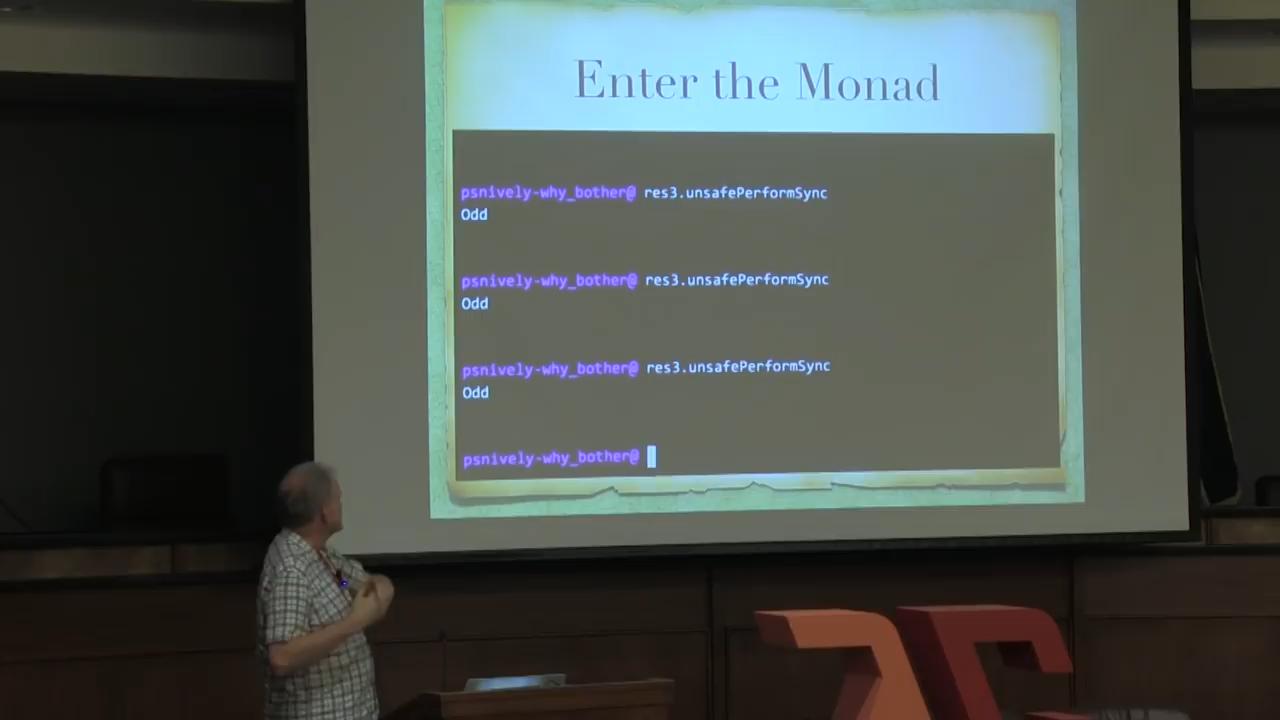 Enter the Monad
psnively-why_bother@ res3.unsafePerformSync
Odd
psnively-why_bother@ res3.unsafePerformSync
Odd
psnively-why_bother@ res3.unsafePerformSync
Odd
psnively-why_bother@